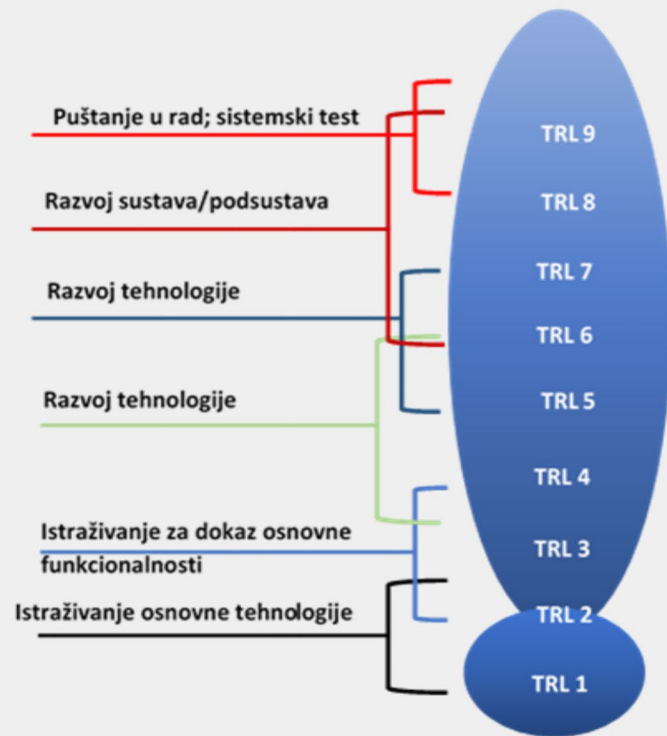 Puštanje u rad; sistemski test
Razvoj sustava/podsustava
Razvoj tehnologije
Razvoj tehnologije
Istraživanje za dokaz osnovne
funkcionalnosti
Istraživanje osnovne tehnologije
TRL 9
TRL 8
TRL 7
TRL 6
TRL 5
TRL 4
TRL 3
TRL 2
TRL 1